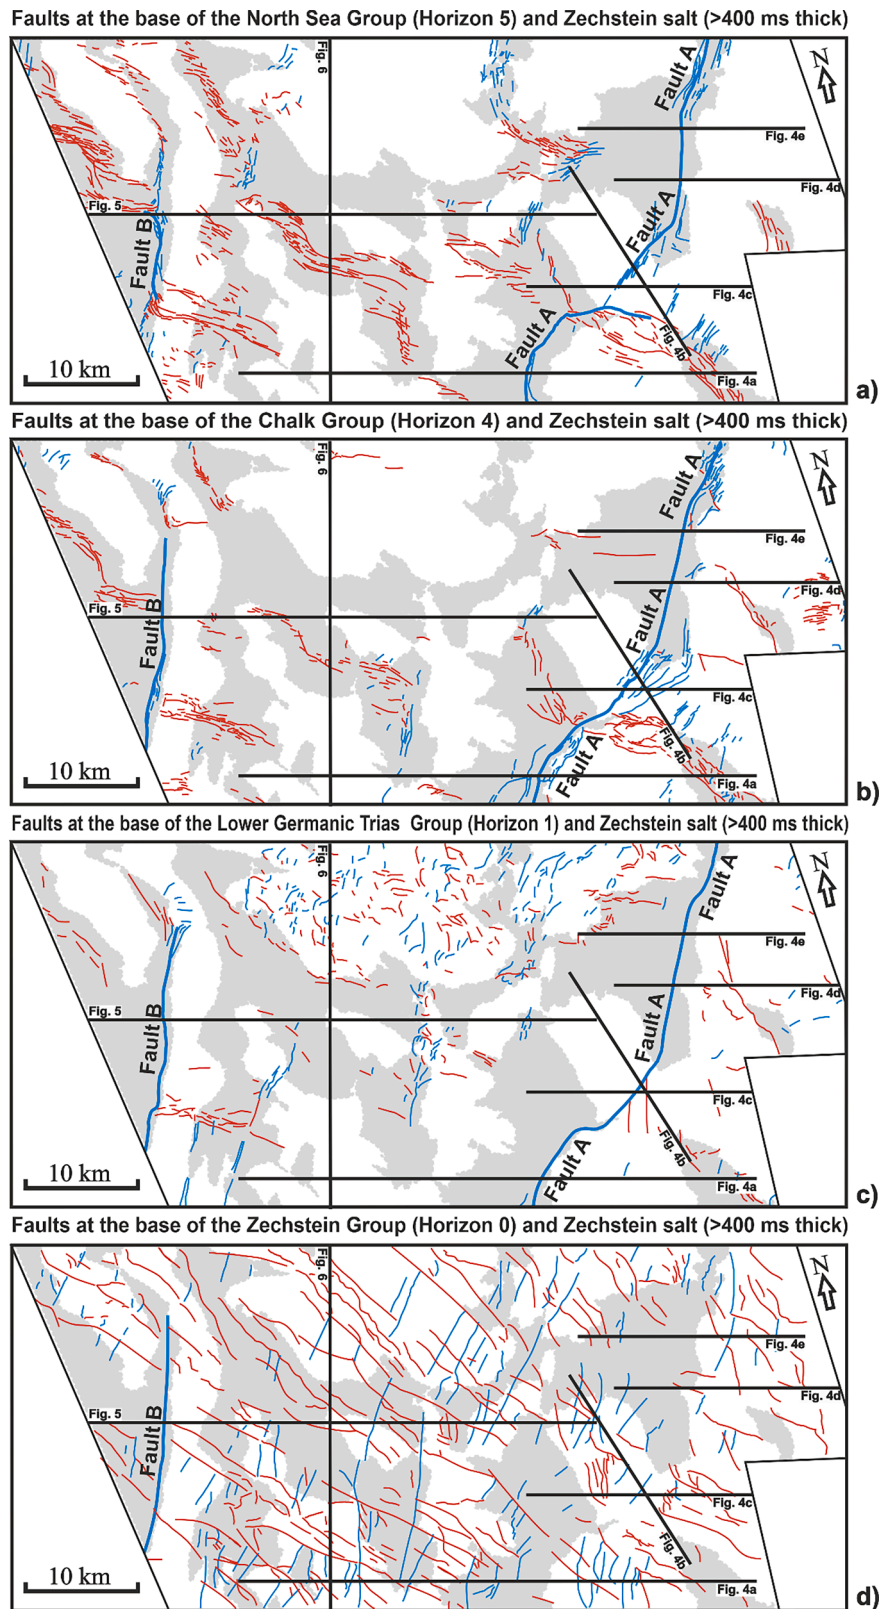 Faults at the base of the North Sea Group (Horizon 5) and Zechstein salt (>400 ms thick)
Fig. 6
Fault A
N
Fig. 4e
Fig. 4d
Fig. 5
Fault B
Fault A
Fig. 4c
Fault A
Fig. 4b
10 km
Fig. 4a
a)
Faults at the base of the Chalk Group (Horizon 4) and Zechstein salt (>400 ms thick)
Fig. 6
Fault A
N
Fig. 4e
Fig. 4d
Fig. 5
Fault B
Fault A
Fig. 4c
Fig. 4b
Fault A
10 km
Fig. 4a
b)
Faults at the base of the Lower Germanic Trias Group (Horizon 1) and Zechstein salt (>400 ms thick)
Fig. 6
Fault A
N
Fig. 4e
Fig. 4d
Fig. 5
Fault B
Fault A
Fig. 4c
Fig. 4b
Fault A
10 km
Fig. 4a
c)
Faults at the base of the Zechstein Group (Horizon 0) and Zechstein salt (>400 ms thick)
Fig. 6
N
Fig. 4e
Fig. 4d
Fig. 5
Fault B
Fig. 4c
Fig. 4b
10 km
Fig. 4a
d)